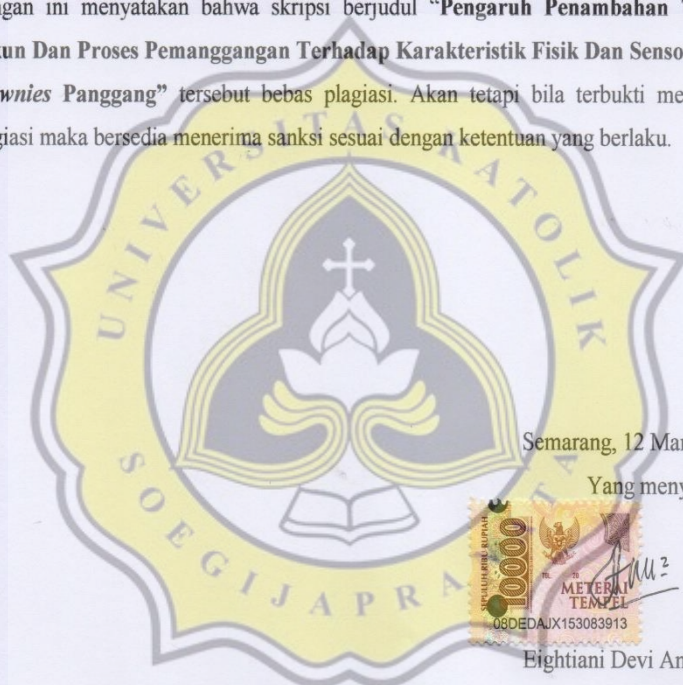 ngan ini menyatakan bahwa skripsi berjudul “Pengaruh Penambahan
kun Dan Proses Pemanggangan Terhadap Karakteristik Fisik Dan Senso
wnies Panggang” tersebut bebas plagiasi. Akan tetapi bila terbukti me
giasi maka bersedia menerima sanksi sesuai dengan ketentuan yang berlaku.
UNIVERSITAS KATOLIK
SOEGIJAPRANATA
Semarang, 12 Mar
Yang meny
SEPULUH RIBU RUPIAH
10000
METERAI
TEMPEL
08DEDAJX153083913
Eightiani Devi An